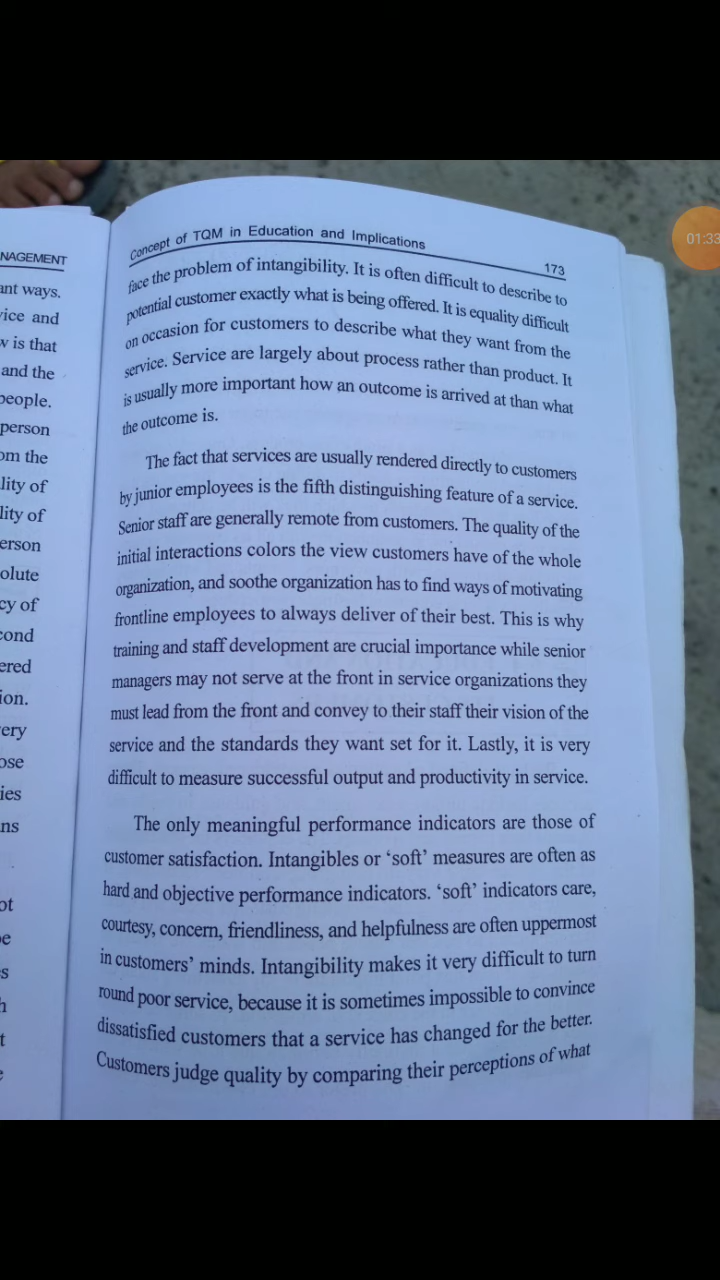 NAGEMENT
ant ways.
vice and
w is that
and the
people.
person
om the
lity of
lity of
erson
olute
cy of
cond
ered
ion.
ery
ose
ies
ns
ot
e
s
h
t
e
Concept of TQM in Education and Implications 173
face the problem of intangibility. It is often difficult to describe to
potential customer exactly what is being offered. It is equality difficult
on occasion for customers to describe what they want from the
service. Service are largely about process rather than product. It
is usually more important how an outcome is arrived at than what
the outcome is.
The fact that services are usually rendered directly to customers
by junior employees is the fifth distinguishing feature of a service.
Senior staff are generally remote from customers. The quality of the
initial interactions colors the view customers have of the whole
organization, and soothe organization has to find ways of motivating
frontline employees to always deliver of their best. This is why
training and staff development are crucial importance while senior
managers may not serve at the front in service organizations they
must lead from the front and convey to their staff their vision of the
service and the standards they want set for it. Lastly, it is very
difficult to measure successful output and productivity in service.
The only meaningful performance indicators are those of
customer satisfaction. Intangibles or ‘soft’ measures are often as
hard and objective performance indicators. ‘soft’ indicators care,
courtesy, concern, friendliness, and helpfulness are often uppermost
in customers’ minds. Intangibility makes it very difficult to turn
round poor service, because it is sometimes impossible to convince
dissatisfied customers that a service has changed for the better.
Customers judge quality by comparing their perceptions of what
01:33